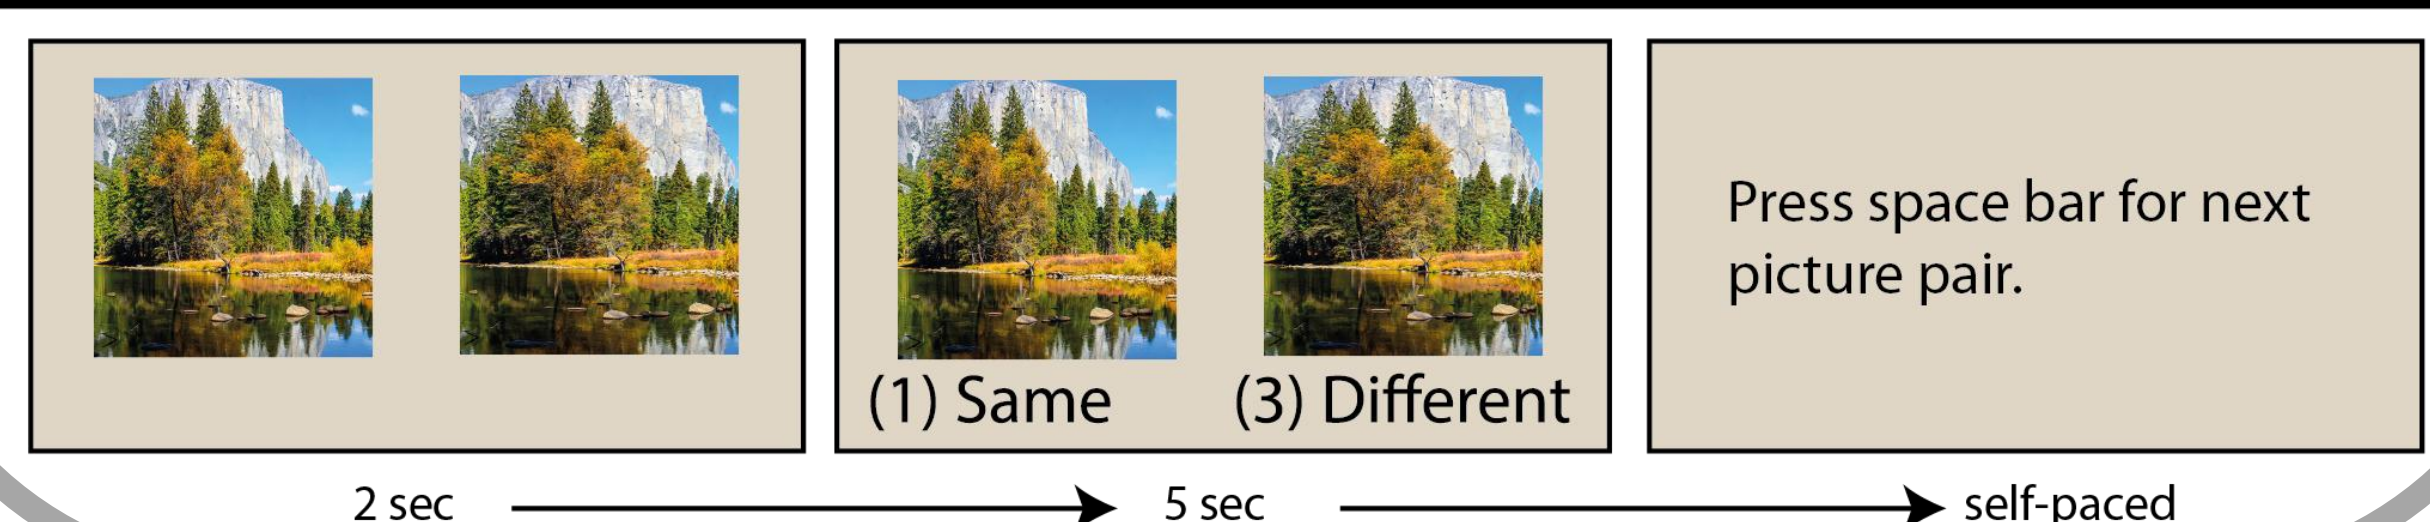 (1) Same
(3) Different
Press space bar for next
picture pair.
2 sec
5 sec
self-paced